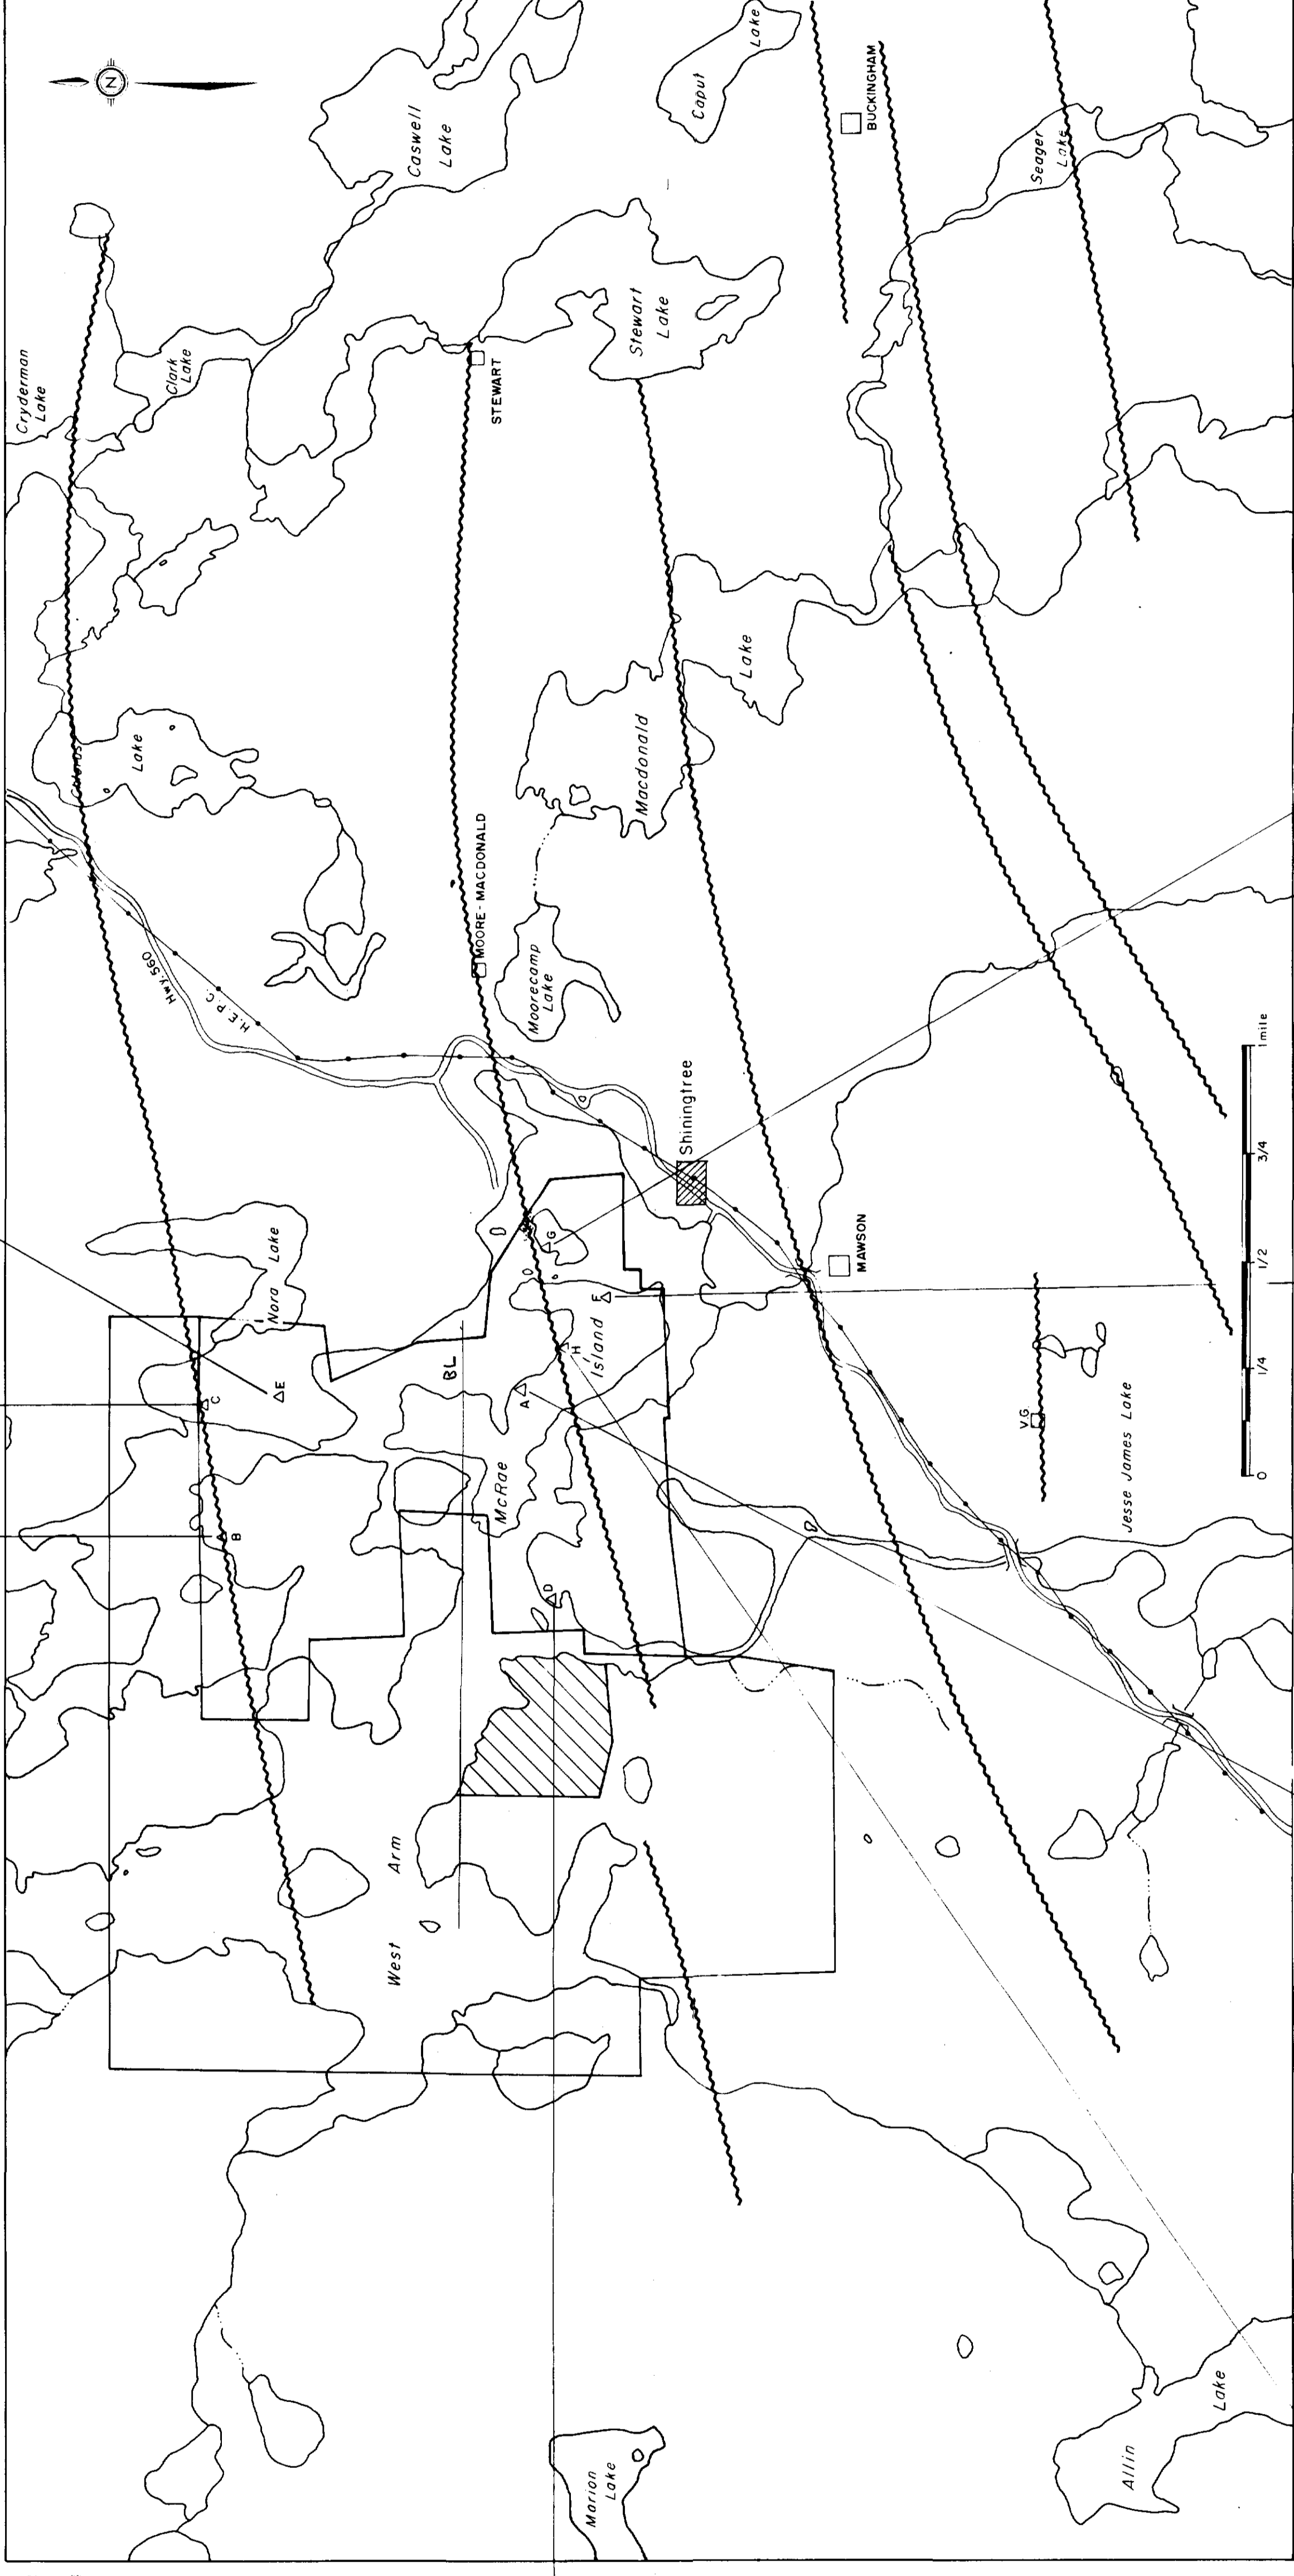 N
Cryderman
Lake
Clark
Lake
Caswell
Lake
Caput
Lake
BUCKINGHAM
Seager
Lake
STEWART
Stewart
Lake
Lake
Macdonald
Lake
MOORE - MACDONALD
Moorecamp
Lake
Hwy. 560
H.E.P.C.
Shiningtree
MAWSON
Nora Lake
BL
McRae
Island
A
B
C
D
E
F
G
H
V.G.
Jesse James Lake
West Arm
Marion
Lake
Allin
Lake
0
1/4
1/2
3/4
1 mile